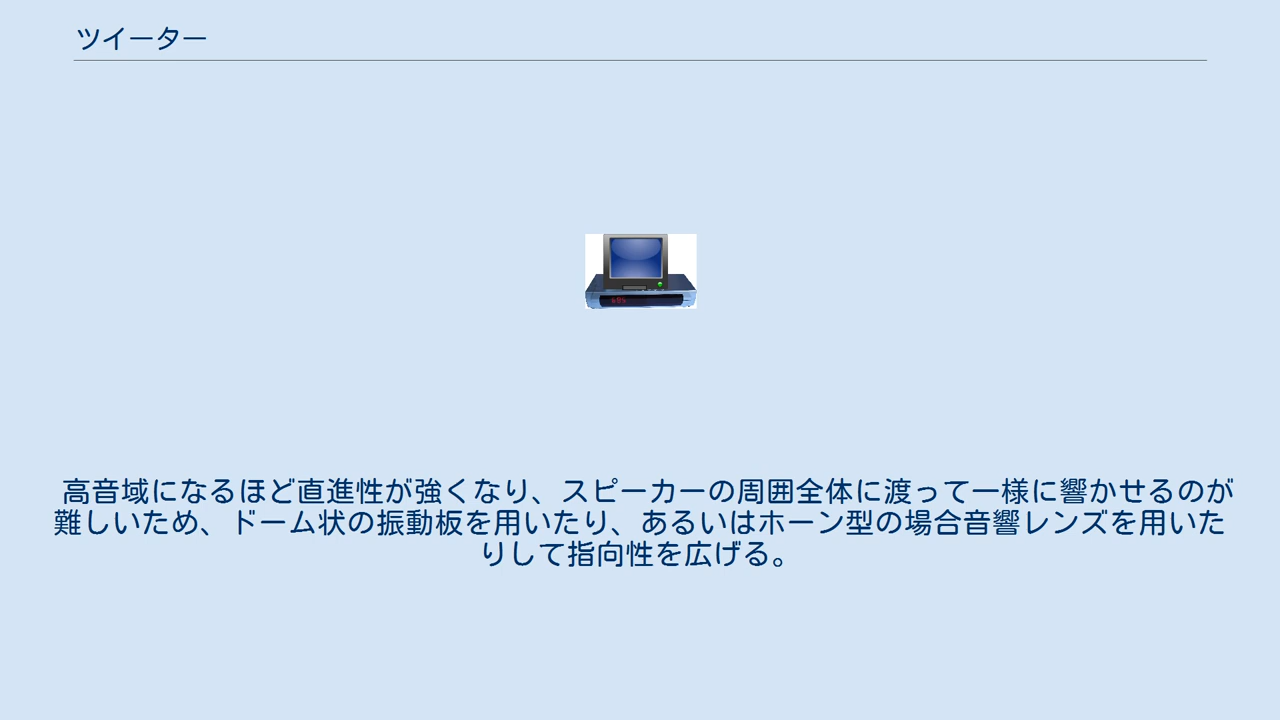 ツイーター
高音域になるほど直進性が強くなり、スピーカーの周囲全体に渡って一様に響かせるのが
難しいため、ドーム状の振動板を用いたり、あるいはホーン型の場合音響レンズを用いた
りして指向性を広げる。